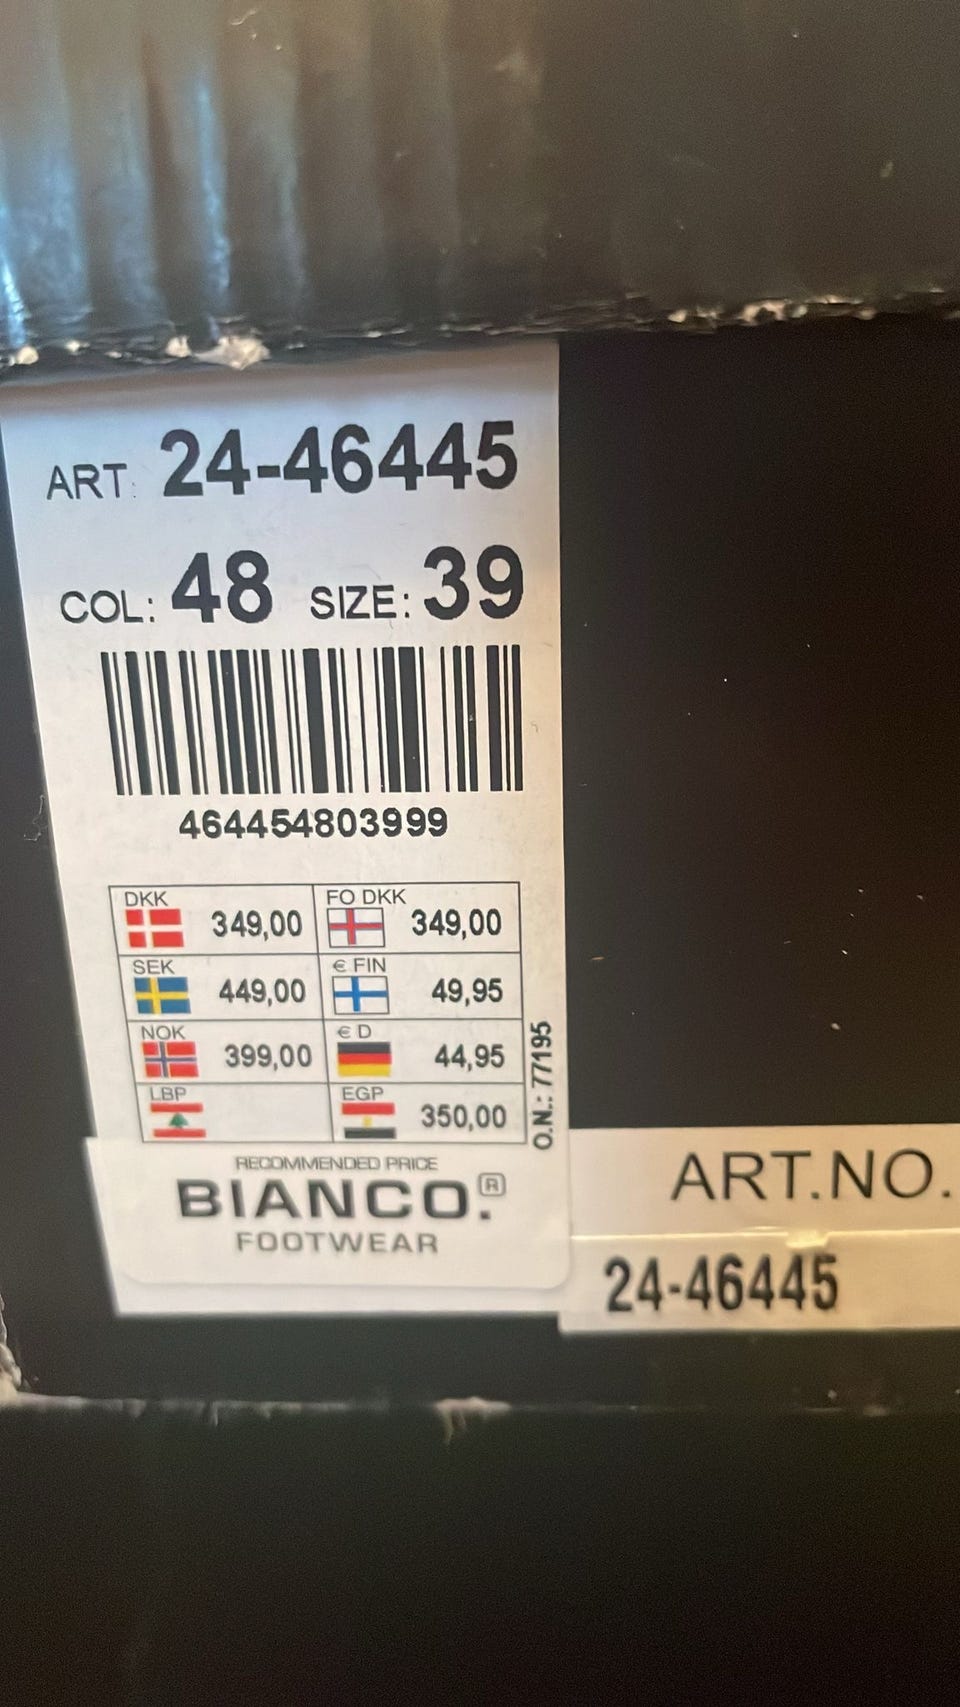 ART: 24-46445
COL: 48 SIZE: 39
464454803999
DKK 349,00 FO DKK 349,00
SEK 449,00 € FIN 49,95
NOK 399,00 € D 44,95
LBP EGP 350,00
O.N.: 77195
RECOMMENDED PRICE
BIANCO.®
FOOTWEAR
ART.NO.
24-46445